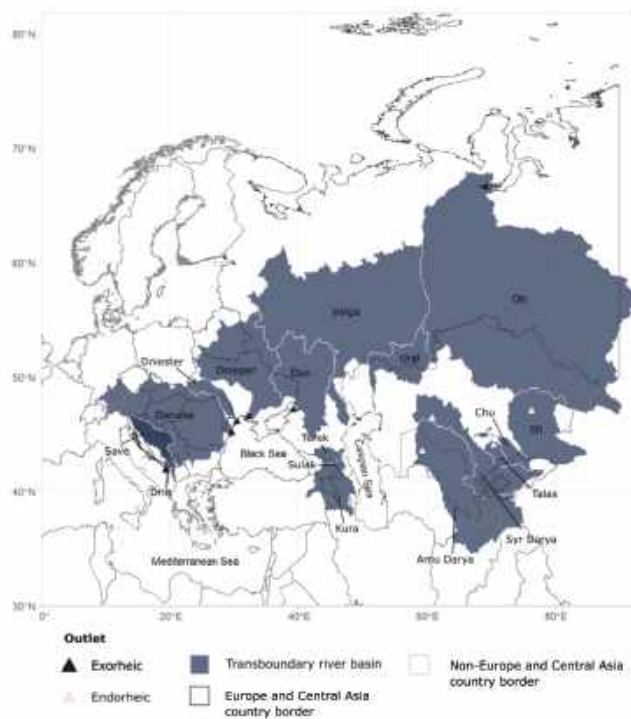 80°N
70°N
60°N
50°N
40°N
30°N
Ob
Volga
Ural
Dniester
Dnieper
Don
Danube
Chu
Ili
Save
Terek
Black Sea
Sulak
Caspian Sea
Drin
Talas
Kura
Syr Darya
Amu Darya
Mediterranean Sea
0°
20°E
40°E
60°E
80°E
Outlet
Exorheic
Transboundary river basin
Non-Europe and Central Asia
country border
Endorheic
Europe and Central Asia
country border